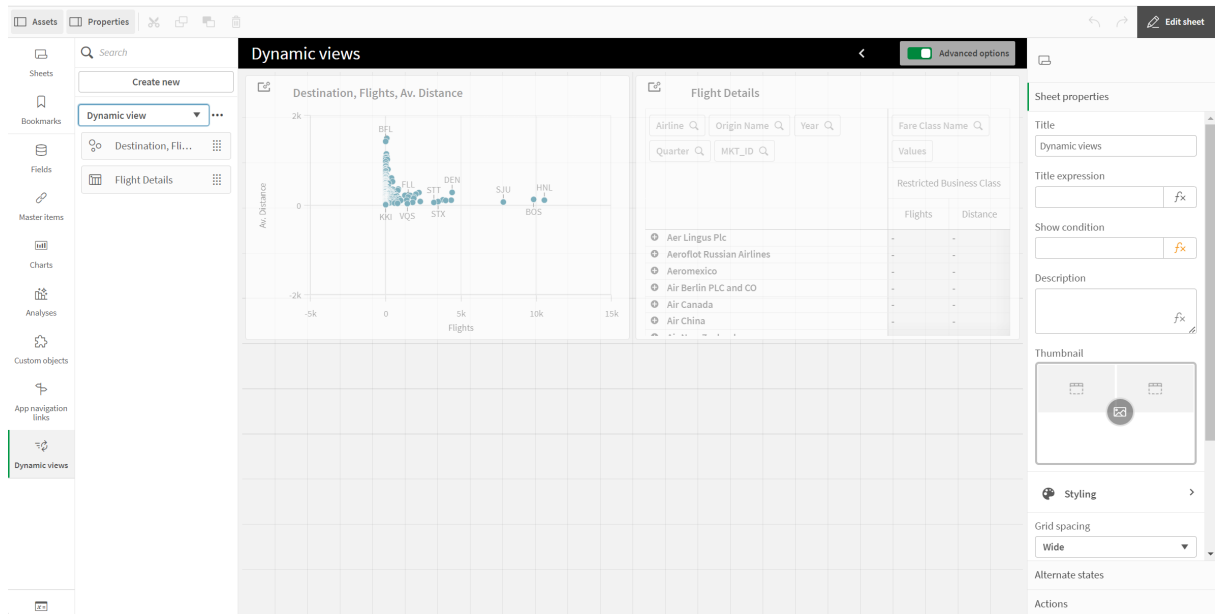 Assets
Properties
Edit sheet
Sheets
Bookmarks
Fields
Master items
Charts
Analyses
Custom objects
App navigation
links
Dynamic views
Search
Create new
Dynamic view
Destination, Fli...
Flight Details
Dynamic views
Advanced options
Destination, Flights, Av. Distance
2k
0
-2k
Av. Distance
BFL
FLL
STT
DEN
SJU
HNL
KKI
VQS
STX
BOS
-5k
0
5k
10k
15k
Flights
Flight Details
Airline
Origin Name
Year
Fare Class Name
Quarter
MKT_ID
Values
Restricted Business Class
Flights
Distance
Aer Lingus Plc
- -
Aeroflot Russian Airlines
- -
Aeromexico
- -
Air Berlin PLC and CO
- -
Air Canada
- -
Air China
- -
Sheet properties
Title
Dynamic views
Title expression
fx
Show condition
fx
Description
fx
Thumbnail
Styling
Grid spacing
Wide
Alternate states
Actions